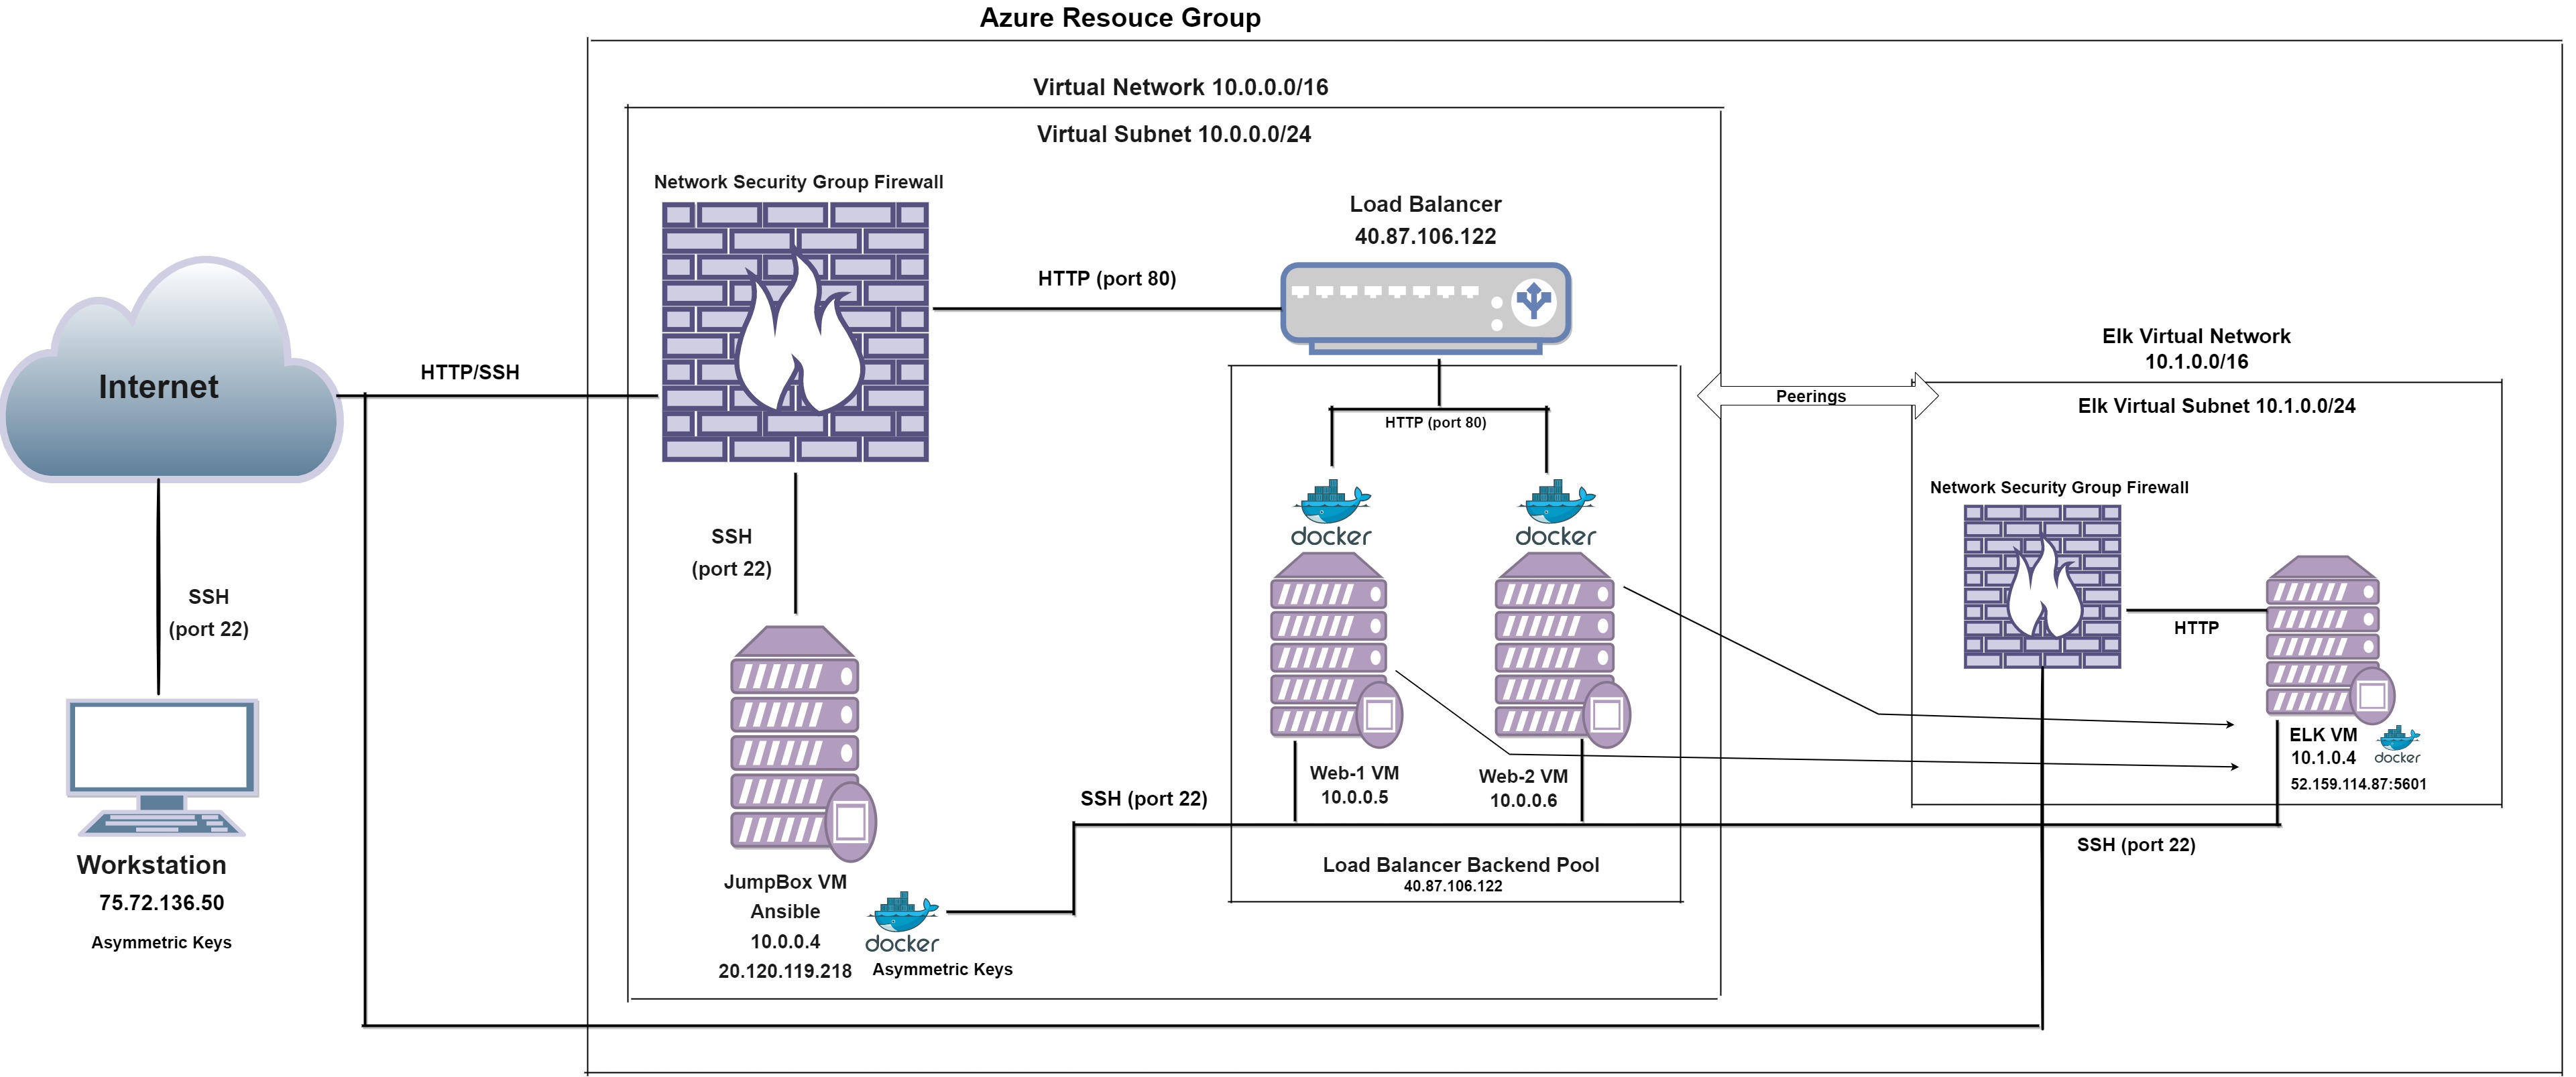 Azure Resouce Group
Virtual Network 10.0.0.0/16
Virtual Subnet 10.0.0.0/24
Network Security Group Firewall
Load Balancer
40.87.106.122
HTTP (port 80)
Internet
HTTP/SSH
SSH
(port 22)
Workstation
75.72.136.50
Asymmetric Keys
SSH
(port 22)
JumpBox VM
Ansible
10.0.0.4
20.120.119.218
docker
Asymmetric Keys
SSH (port 22)
HTTP (port 80)
docker
docker
Web-1 VM
10.0.0.5
Web-2 VM
10.0.0.6
Load Balancer Backend Pool
40.87.106.122
Peerings
Elk Virtual Network
10.1.0.0/16
Elk Virtual Subnet 10.1.0.0/24
Network Security Group Firewall
HTTP
ELK VM
10.1.0.4
docker
52.159.114.87:5601
SSH (port 22)